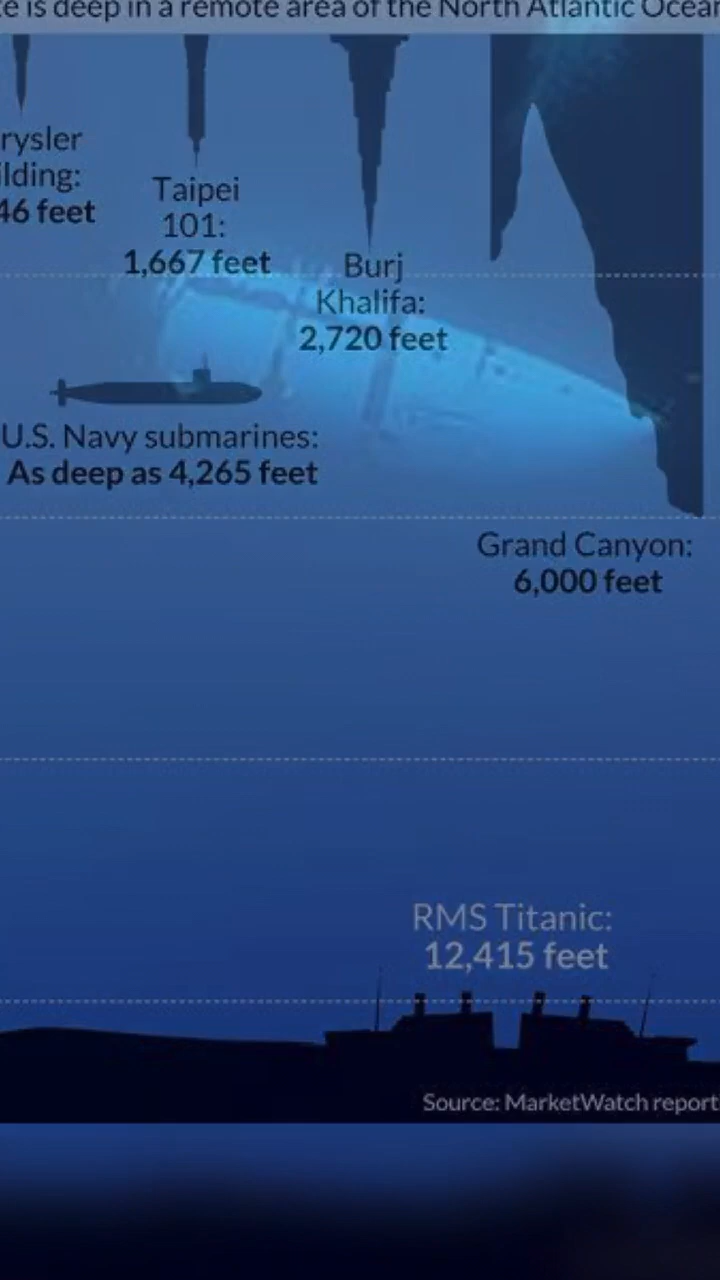 is deep in a remote area of the North Atlantic
rysler
ilding:
46 feet
Taipei
101:
1,667 feet
Burj
Khalifa:
2,720 feet
U.S. Navy submarines:
As deep as 4,265 feet
Grand Canyon:
6,000 feet
RMS Titanic:
12,415 feet
Source: MarketWatch report